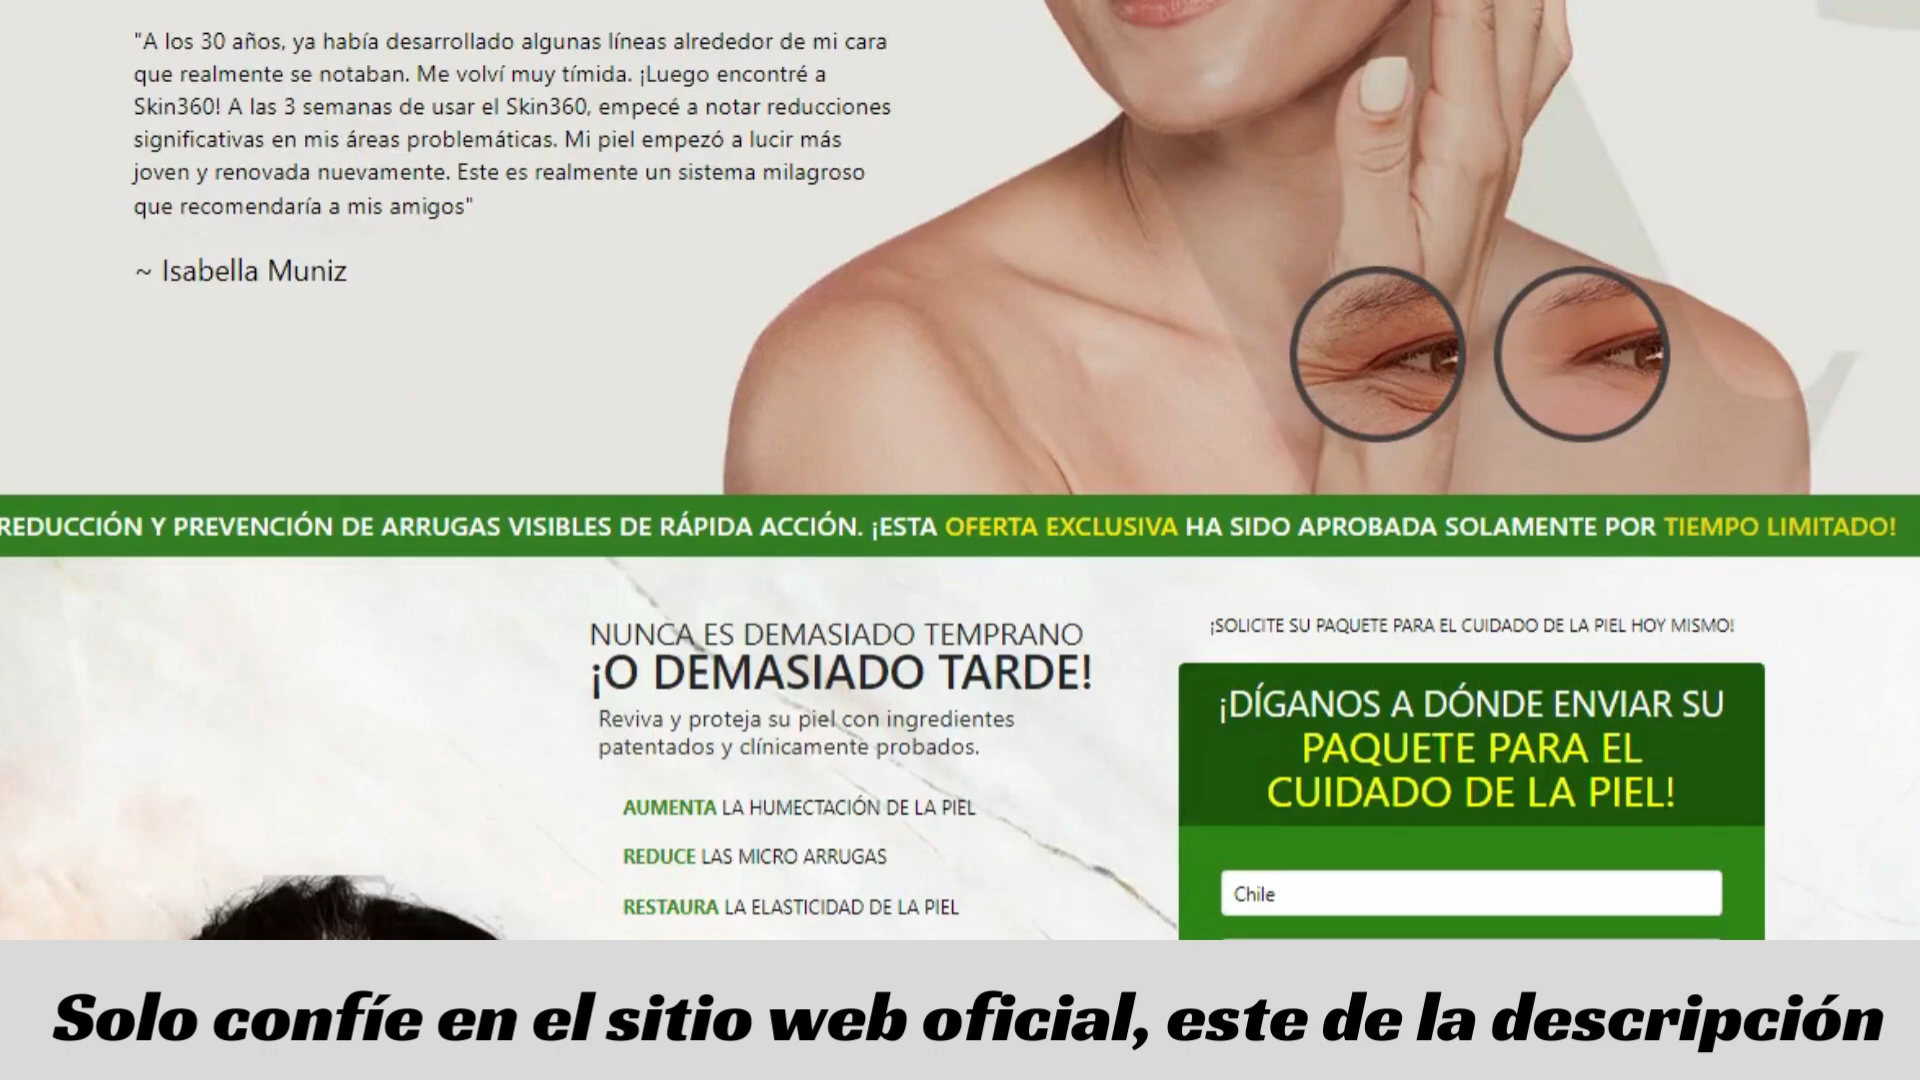 "A los 30 años, ya había desarrollado algunas líneas alrededor de mi cara
que realmente se notaban. Me volví muy tímida. ¡Luego encontré a
Skin360! A las 3 semanas de usar el Skin360, empecé a notar reducciones
significativas en mis áreas problemáticas. Mi piel empezó a lucir más
joven y renovada nuevamente. Este es realmente un sistema milagroso
que recomendaría a mis amigos"
~ Isabella Muniz
REDUCCIÓN Y PREVENCIÓN DE ARRUGAS VISIBLES DE RÁPIDA ACCIÓN. ¡ESTA OFERTA EXCLUSIVA HA SIDO APROBADA SOLAMENTE POR TIEMPO LIMITADO!
NUNCA ES DEMASIADO TEMPRANO
¡O DEMASIADO TARDE!
Reviva y proteja su piel con ingredientes
patentados y clínicamente probados.
AUMENTA LA HUMECTACIÓN DE LA PIEL
REDUCE LAS MICRO ARRUGAS
RESTAURA LA ELASTICIDAD DE LA PIEL
¡SOLICITE SU PAQUETE PARA EL CUIDADO DE LA PIEL HOY MISMO!
¡DÍGANOS A DÓNDE ENVIAR SU
PAQUETE PARA EL
CUIDADO DE LA PIEL!
Chile
Solo confíe en el sitio web oficial, este de la descripción